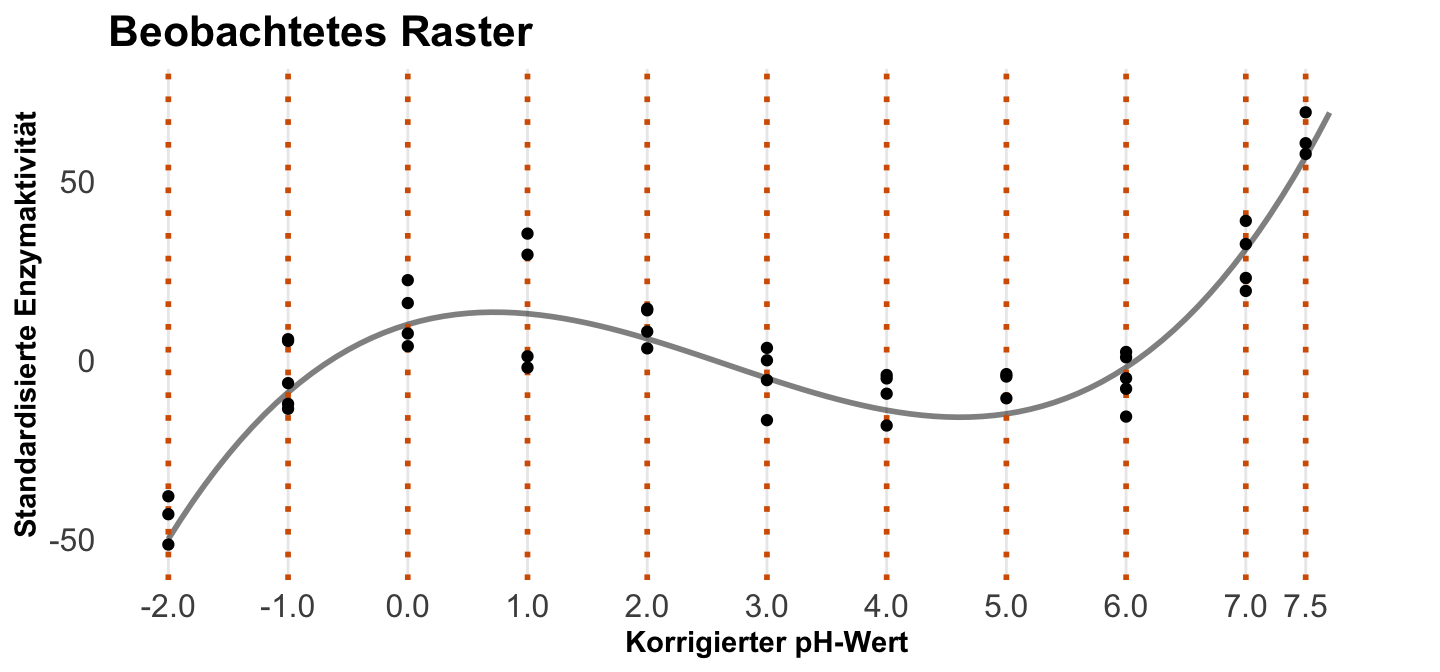 Beobachtetes Raster
Standardisierte Enzymaktivität
50
0
-50
-2.0 -1.0 0.0 1.0 2.0 3.0 4.0 5.0 6.0 7.0 7.5
Korrigierter pH-Wert